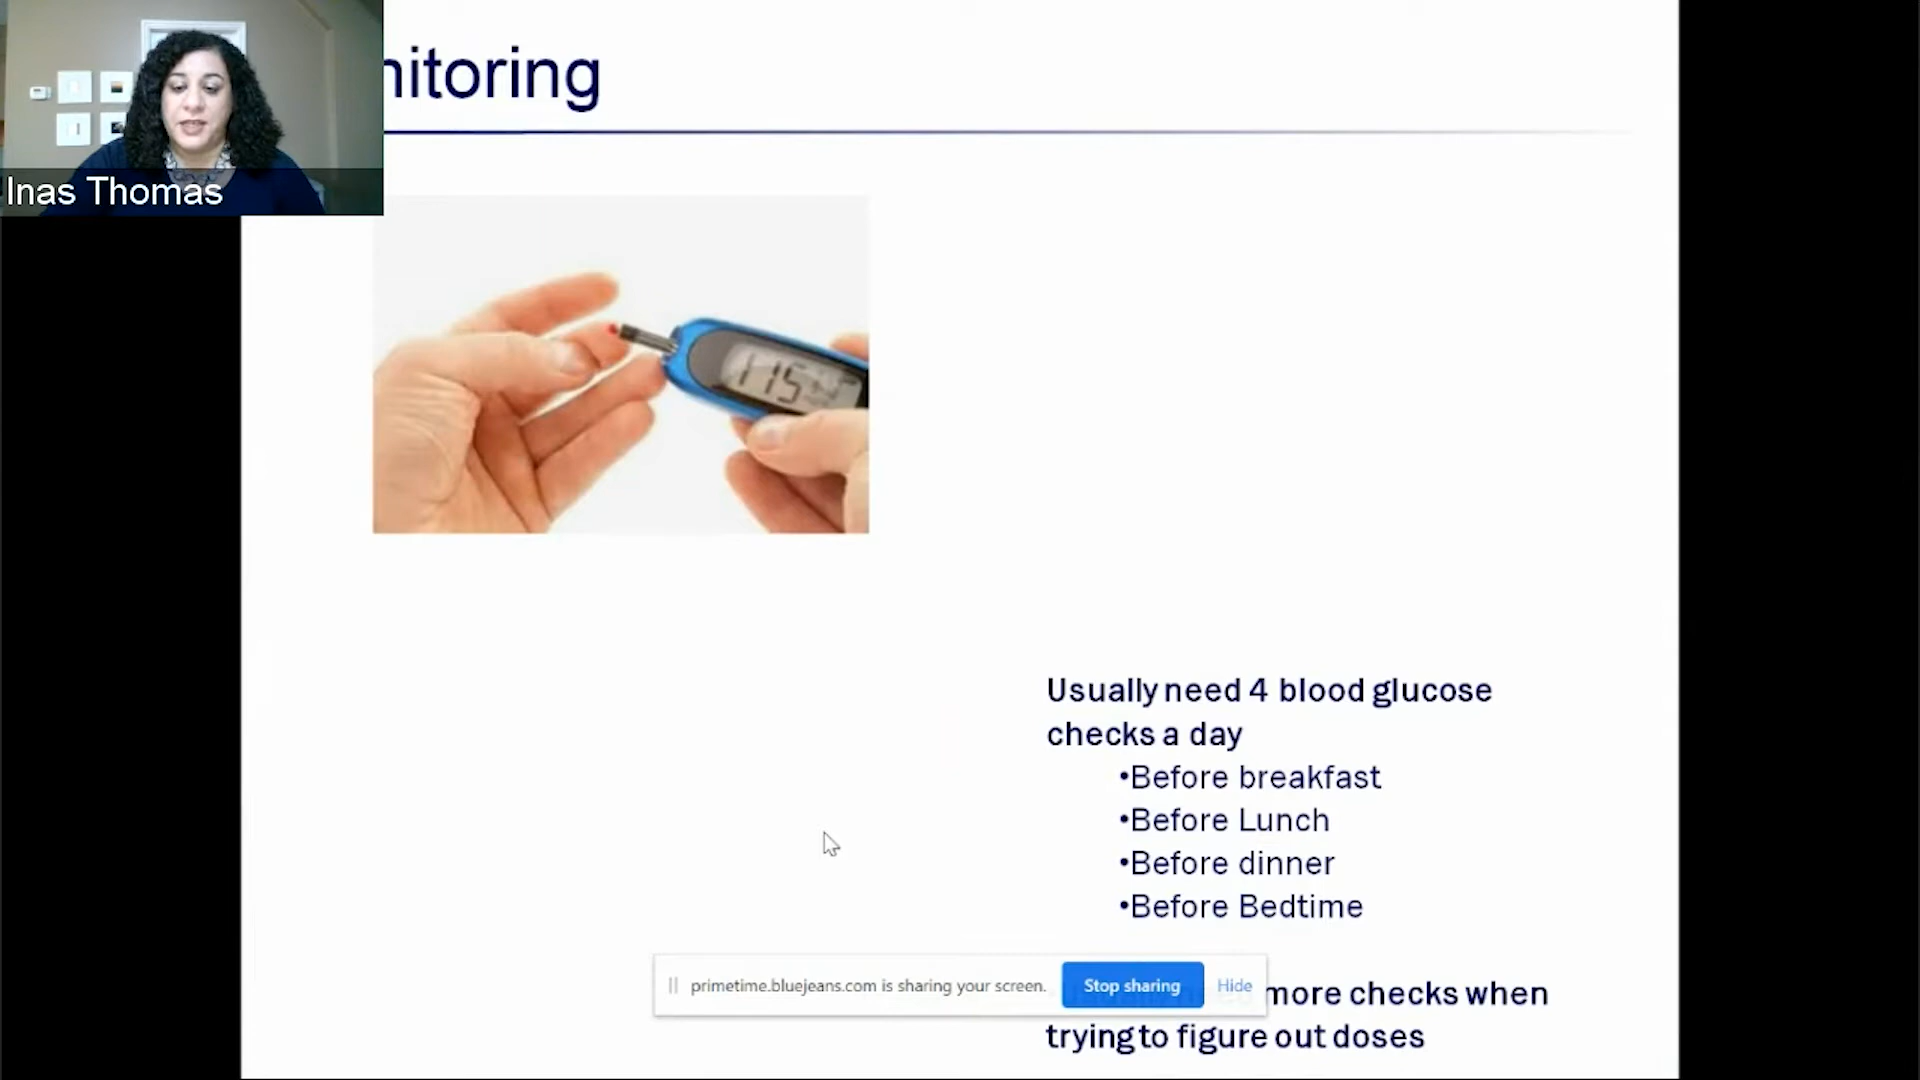 nitoring
Inas Thomas
115
Usually need 4 blood glucose
checks a day
•Before breakfast
•Before Lunch
•Before dinner
•Before Bedtime
primetime.bluejeans.com is sharing your screen. Stop sharing Hide
more checks when
trying to figure out doses